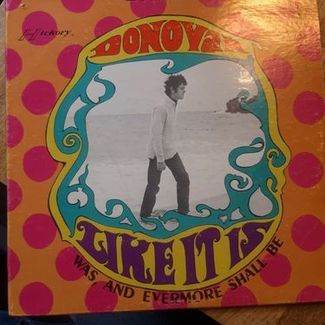 Hickory
DONOVAN
LIKE IT IS
WAS, AND EVERMORE SHALL BE